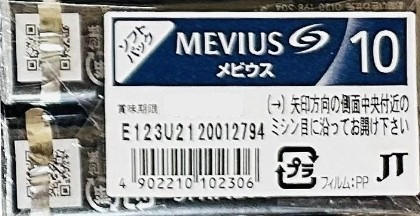 ソフト
パック
MEVIUS
メビウス
10
賞味期限
(→) 矢印方向の側面中央付近の
ミシン目に沿ってお開け下さい
E123U2120012794
4 902210 102306
プラ
フィルム:PP
JT